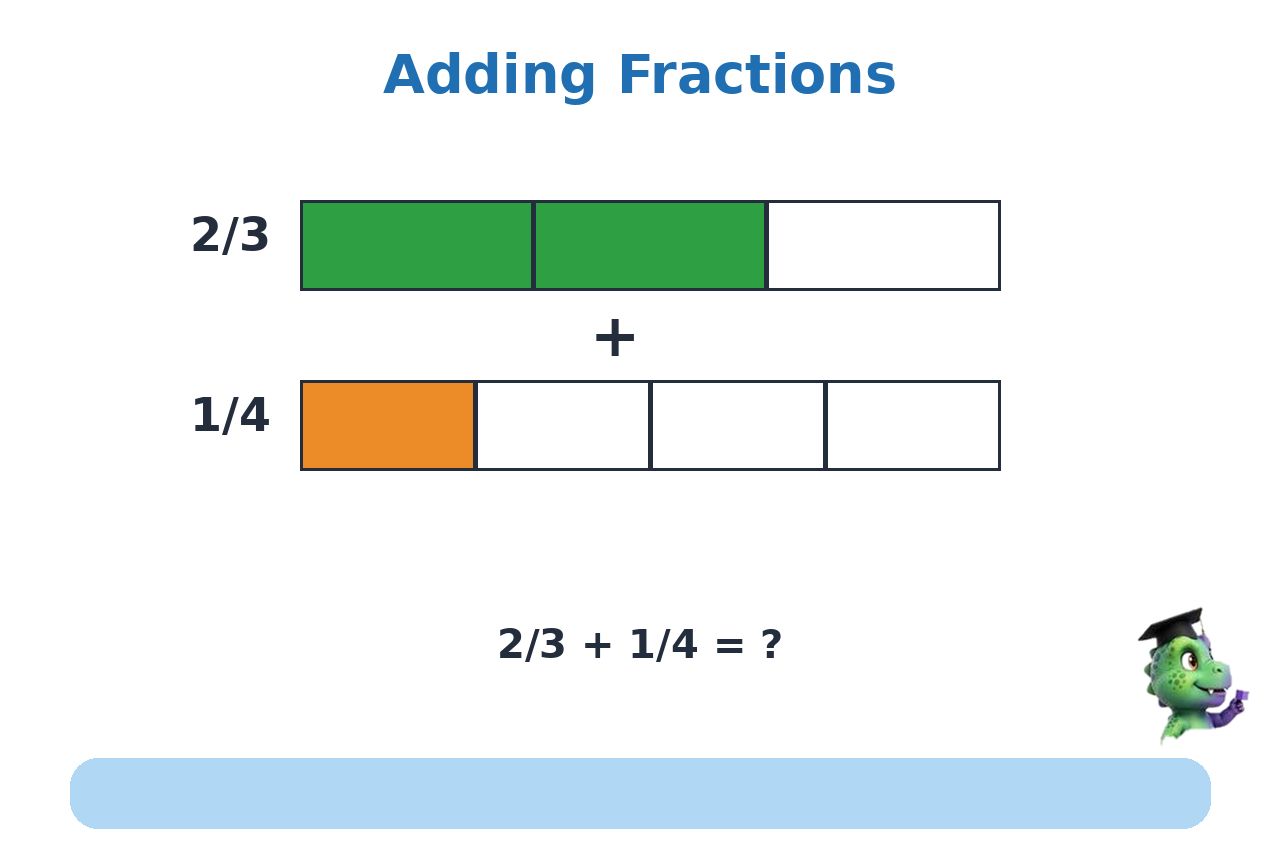 Adding Fractions
2/3
+
1/4
2/3 + 1/4 = ?